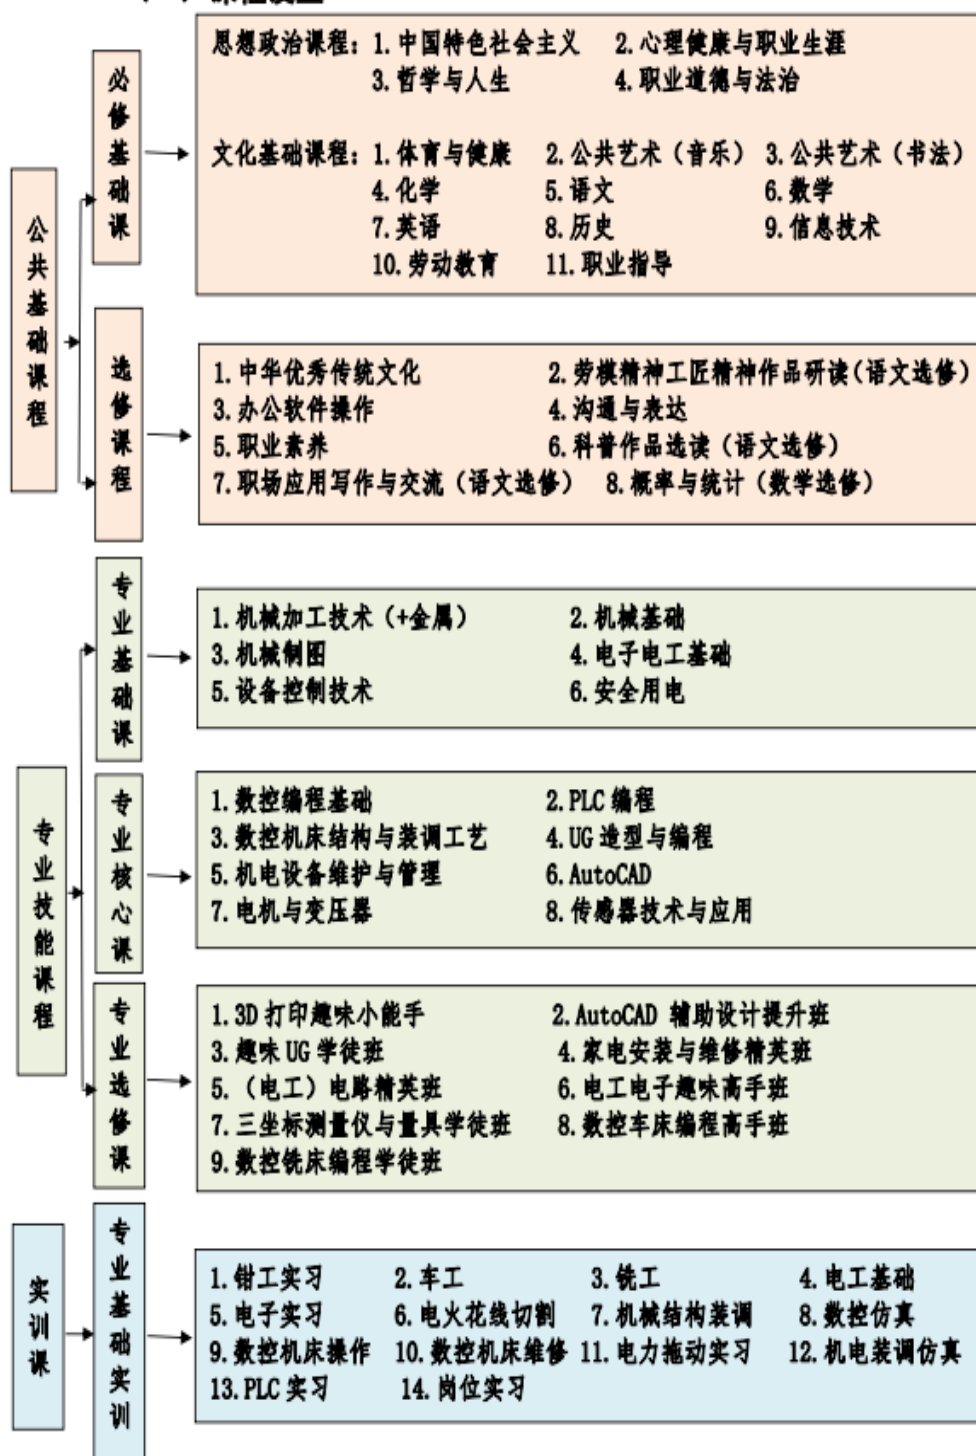 公共基础课程
必修基础课
思想政治课程：1.中国特色社会主义 2.心理健康与职业生涯
3.哲学与人生 4.职业道德与法治
文化基础课程：1.体育与健康 2.公共艺术（音乐） 3.公共艺术（书法）
4.化学 5.语文 6.数学
7.英语 8.历史 9.信息技术
10.劳动教育 11.职业指导
选修课程
1.中华优秀传统文化 2.劳模精神工匠精神作品研读(语文选修)
3.办公软件操作 4.沟通与表达
5.职业素养 6.科普作品选读（语文选修）
7.职场应用写作与交流（语文选修） 8.概率与统计（数学选修）
专业技能课程
专业基础课
1.机械加工技术（+金属） 2.机械基础
3.机械制图 4.电子电工基础
5.设备控制技术 6.安全用电
专业核心课
1.数控编程基础 2.PLC 编程
3.数控机床结构与装调工艺 4.UG 造型与编程
5.机电设备维护与管理 6.AutoCAD
7.电机与变压器 8.传感器技术与应用
专业选修课
1.3D 打印趣味小能手 2.AutoCAD 辅助设计提升班
3.趣味 UG 学徒班 4.家电安装与维修精英班
5.（电工）电路精英班 6.电工电子趣味高手班
7.三坐标测量仪与量具学徒班 8.数控车床编程高手班
9.数控铣床编程学徒班
实训课
专业基础实训
1.钳工实习 2.车工 3.铣工 4.电工基础
5.电子实习 6.电火花线切割 7.机械结构装调 8.数控仿真
9.数控机床操作 10.数控机床维修 11.电力拖动实习 12.机电装调仿真
13.PLC 实习 14.岗位实习